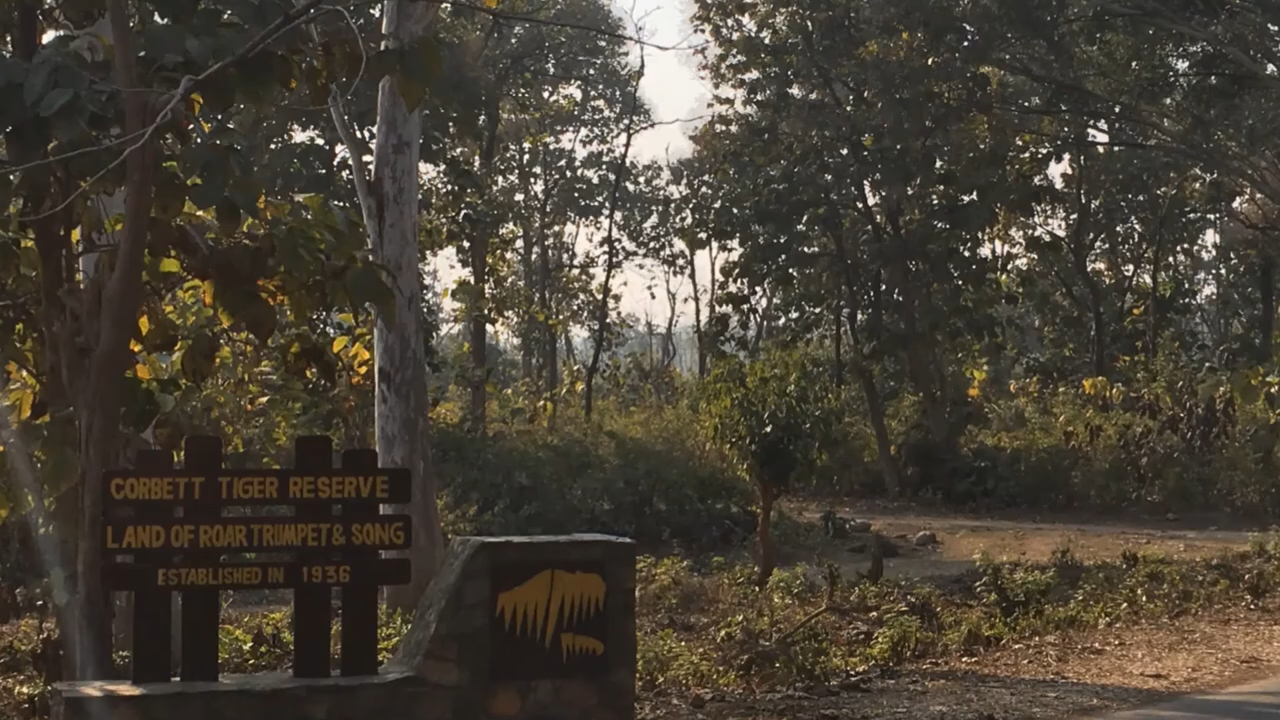 CORBETT TIGER RESERVE
LAND OF ROAR TRUMPET & SONG
ESTABLISHED IN 1936